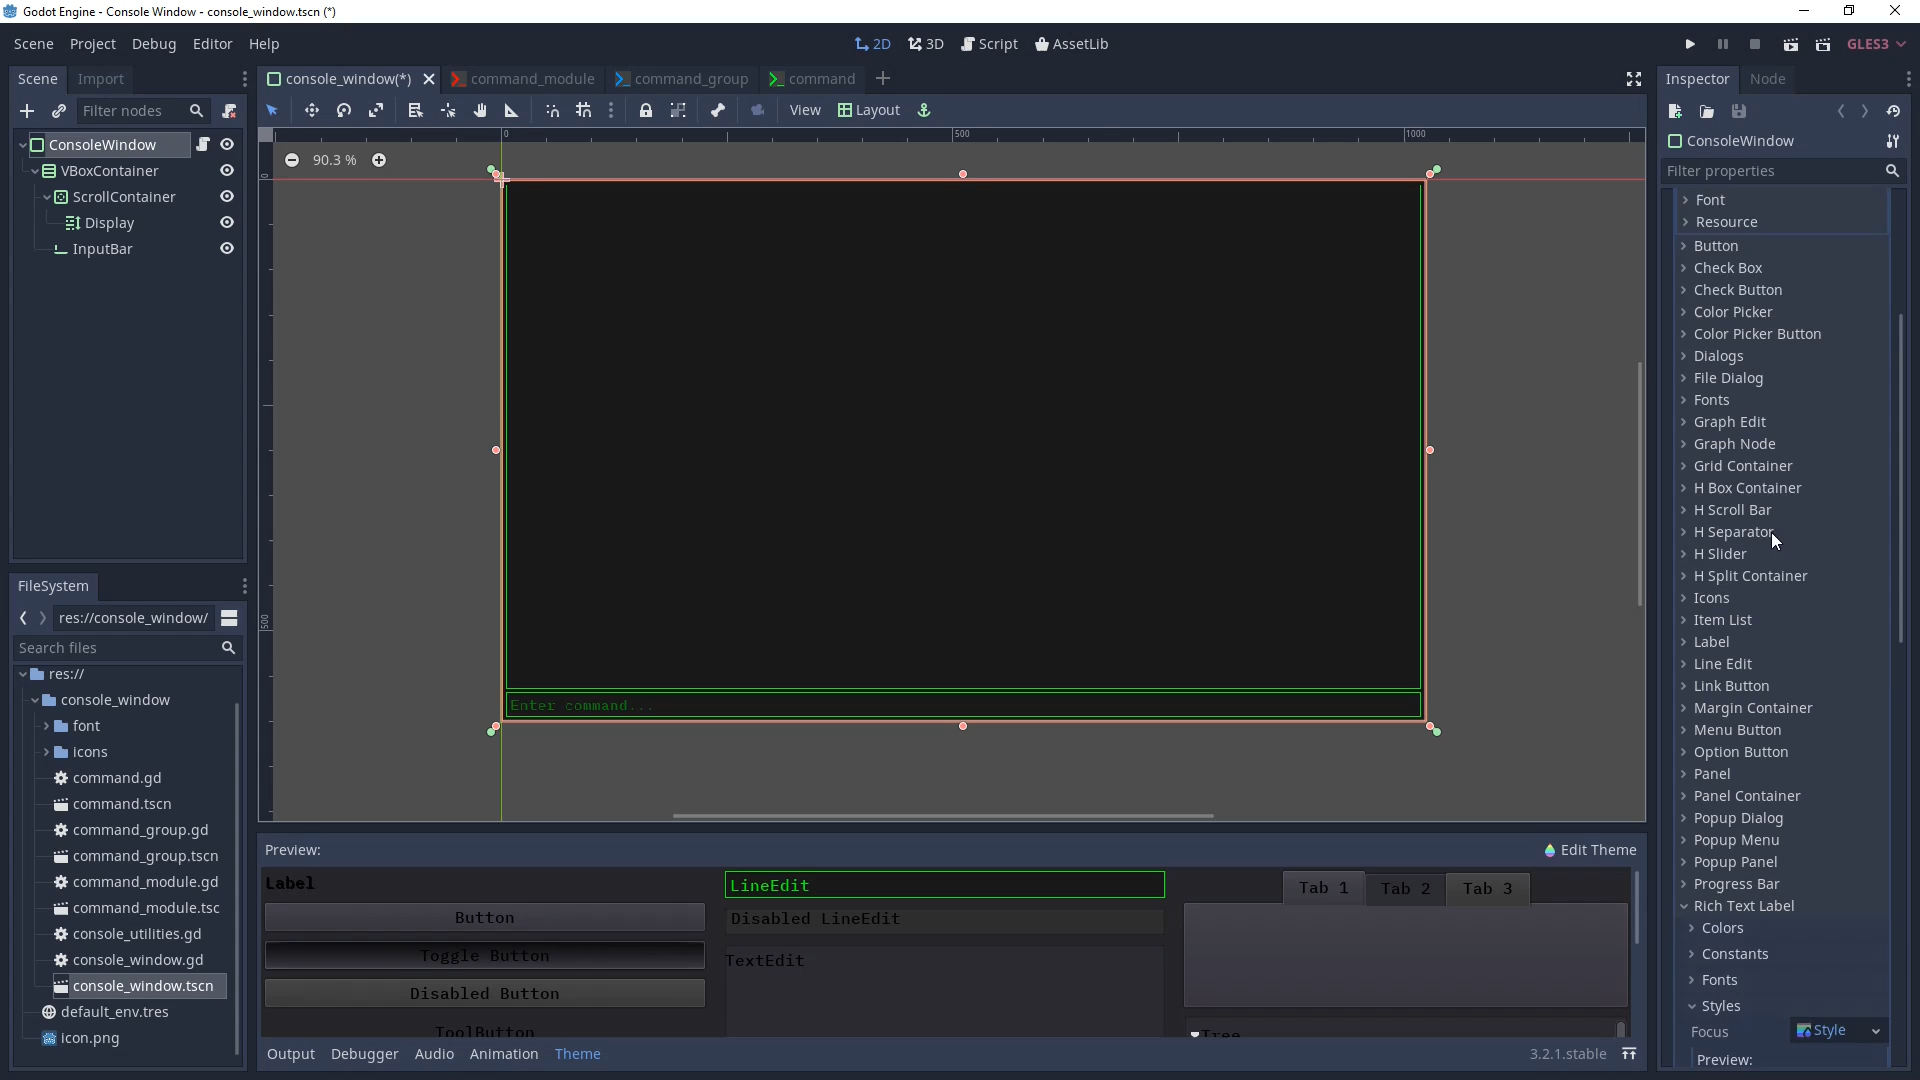 Godot Engine - Console Window - console_window.tscn (*)
Scene Project Debug Editor Help
2D 3D Script AssetLib
GLES3
Scene Import
console_window(*) command_module command_group command
Inspector Node
Filter nodes
View Layout
ConsoleWindow
VBoxContainer
ScrollContainer
Display
InputBar
0 500 1000
90.3 %
0
500
Enter command...
FileSystem
res://console_window/
Search files
res://
console_window
font
icons
command.gd
command.tscn
command_group.gd
command_group.tscn
command_module.gd
command_module.tsc
console_utilities.gd
console_window.gd
console_window.tscn
default_env.tres
icon.png
Preview:
Edit Theme
Label
Button
Toggle Button
Disabled Button
ToolButton
LineEdit
Disabled LineEdit
TextEdit
Tab 1 Tab 2 Tab 3
Tree
Output Debugger Audio Animation Theme
3.2.1.stable
ConsoleWindow
Filter properties
Font
Resource
Button
Check Box
Check Button
Color Picker
Color Picker Button
Dialogs
File Dialog
Fonts
Graph Edit
Graph Node
Grid Container
H Box Container
H Scroll Bar
H Separator
H Slider
H Split Container
Icons
Item List
Label
Line Edit
Link Button
Margin Container
Menu Button
Option Button
Panel
Panel Container
Popup Dialog
Popup Menu
Popup Panel
Progress Bar
Rich Text Label
Colors
Constants
Fonts
Styles
Focus Style
Preview: